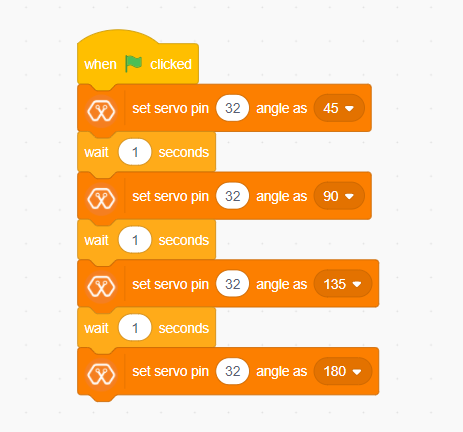 when clicked
set servo pin 32 angle as 45
wait 1 seconds
set servo pin 32 angle as 90
wait 1 seconds
set servo pin 32 angle as 135
wait 1 seconds
set servo pin 32 angle as 180